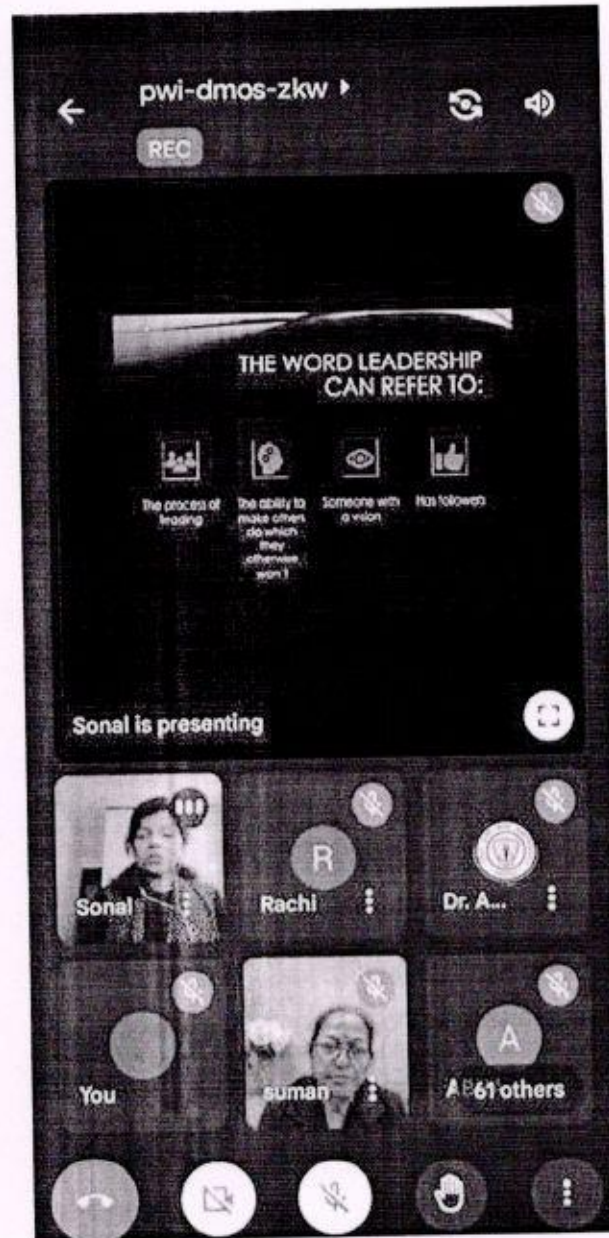 pwi-dmos-zkw
REC
THE WORD LEADERSHIP
CAN REFER TO:
The process of
leading
The ability to
make others
do which
they
otherwise
won't
Someone with
a vision
Has followers
Sonal is presenting
Sonal
R
Rachi
Dr. A...
You
suman
A
61 others